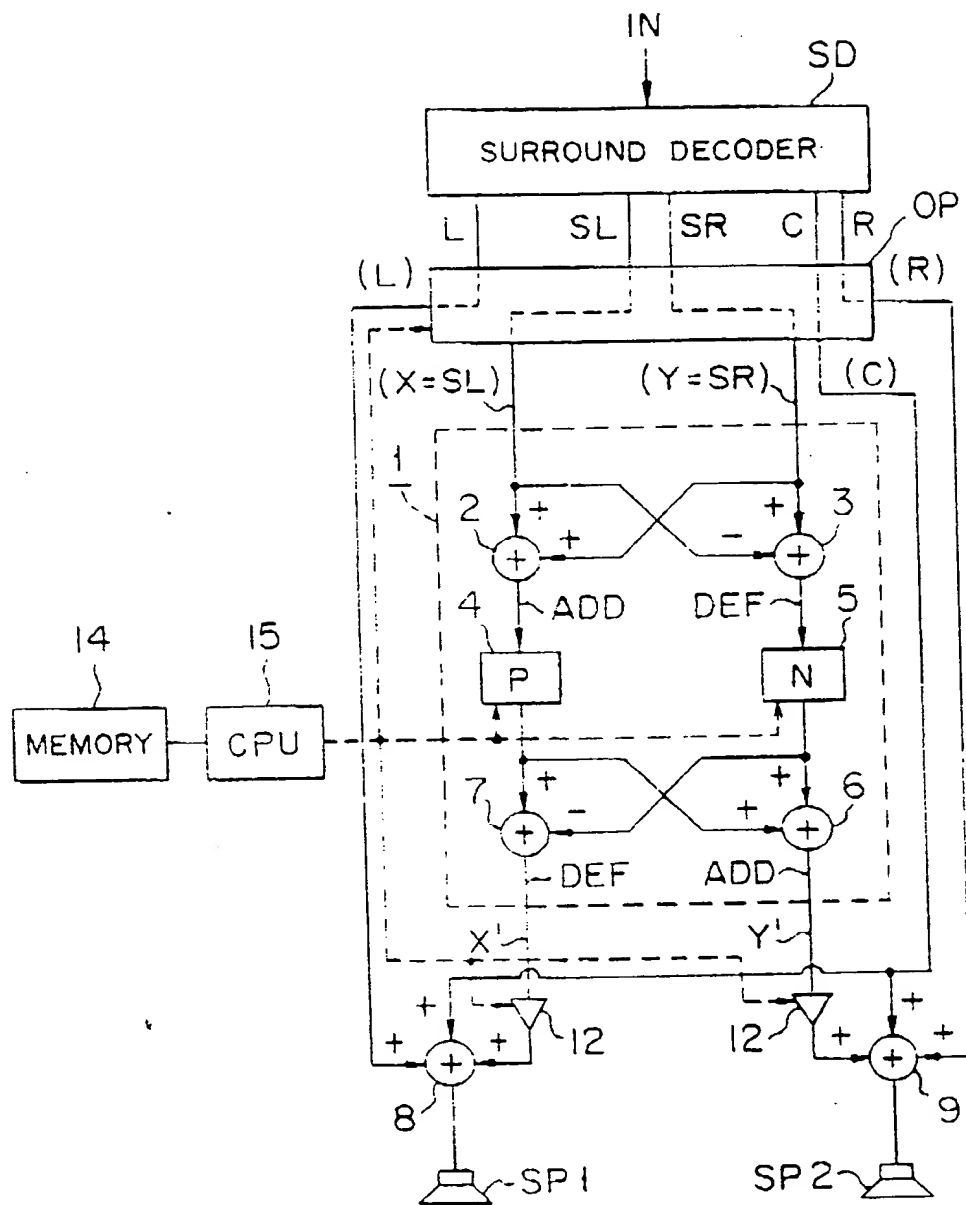 IN
SD
SURROUND DECODER
L SL SR C R
OP
(L) (R)
(X=SL) (Y=SR) (C)
1
2 + + - + 3
+ +
4 ADD DEF 5
14 15
P N
MEMORY CPU
+ - + + 6
7
+ +
DEF ADD
X' Y'
12 12
+ + + + + +
+ +
8 9
SP1 SP2